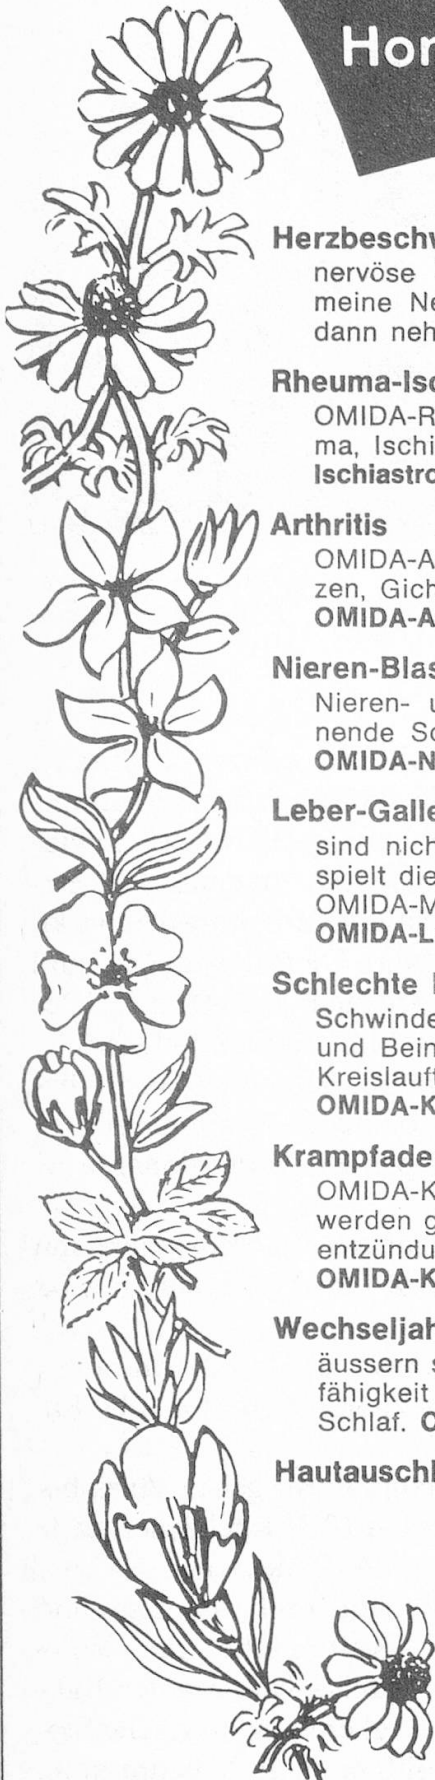 Hor
Herzbeschw
nervöse
meine Ne
dann neh
Rheuma-Isc
OMIDA-R
ma, Ischi
Ischiastro
Arthritis
OMIDA-A
zen, Gich
OMIDA-A
Nieren-Blas
Nieren- u
nende So
OMIDA-N
Leber-Galle
sind nich
spielt die
OMIDA-M
OMIDA-L
Schlechte
Schwinde
und Bein
Kreislauft
OMIDA-K
Krampfade
OMIDA-K
werden g
entzündu
OMIDA-K
Wechseljah
äussern s
fähigkeit
Schlaf. O
Hautauschl